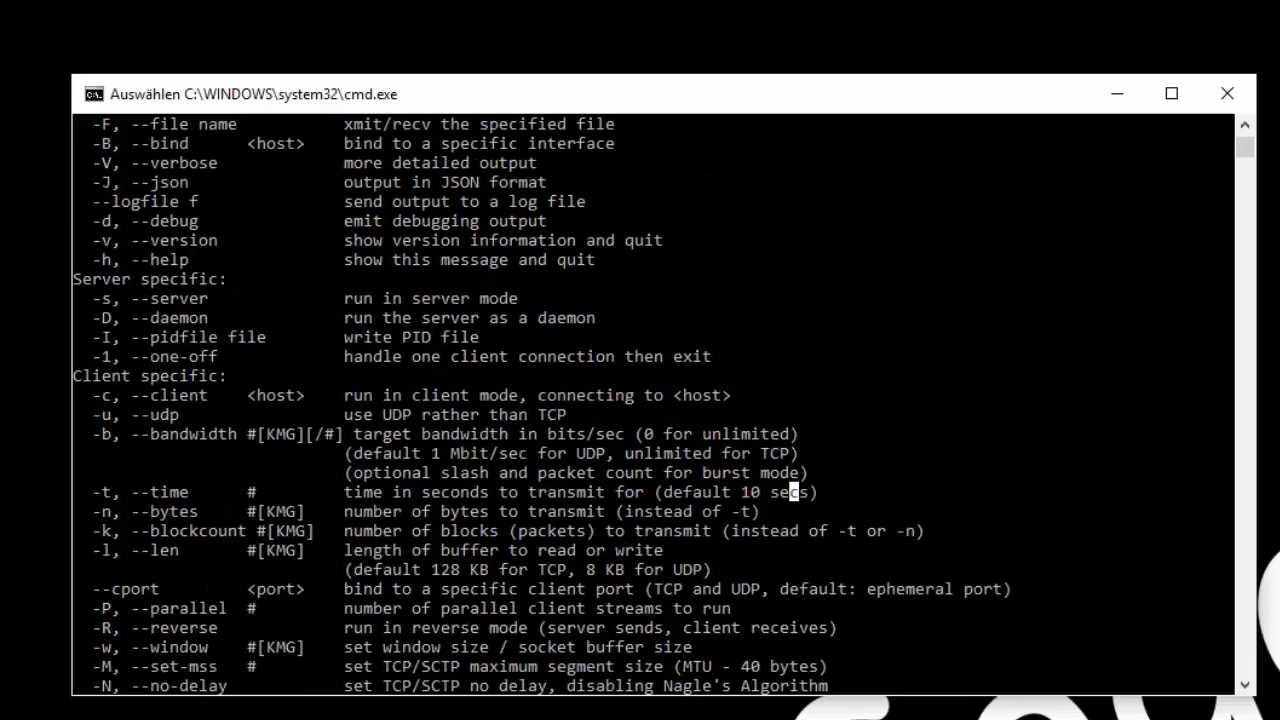 Auswählen C:\WINDOWS\system32\cmd.exe
-F, --file name xmit/recv the specified file
-B, --bind <host> bind to a specific interface
-V, --verbose more detailed output
-J, --json output in JSON format
--logfile f send output to a log file
-d, --debug emit debugging output
-v, --version show version information and quit
-h, --help show this message and quit
Server specific:
-s, --server run in server mode
-D, --daemon run the server as a daemon
-I, --pidfile file write PID file
-1, --one-off handle one client connection then exit
Client specific:
-c, --client <host> run in client mode, connecting to <host>
-u, --udp use UDP rather than TCP
-b, --bandwidth #[KMG][/#] target bandwidth in bits/sec (0 for unlimited)
(default 1 Mbit/sec for UDP, unlimited for TCP)
(optional slash and packet count for burst mode)
-t, --time # time in seconds to transmit for (default 10 secs)
-n, --bytes #[KMG] number of bytes to transmit (instead of -t)
-k, --blockcount #[KMG] number of blocks (packets) to transmit (instead of -t or -n)
-l, --len #[KMG] length of buffer to read or write
(default 128 KB for TCP, 8 KB for UDP)
--cport <port> bind to a specific client port (TCP and UDP, default: ephemeral port)
-P, --parallel # number of parallel client streams to run
-R, --reverse run in reverse mode (server sends, client receives)
-w, --window #[KMG] set window size / socket buffer size
-M, --set-mss # set TCP/SCTP maximum segment size (MTU - 40 bytes)
-N, --no-delay set TCP/SCTP no delay, disabling Nagle's Algorithm